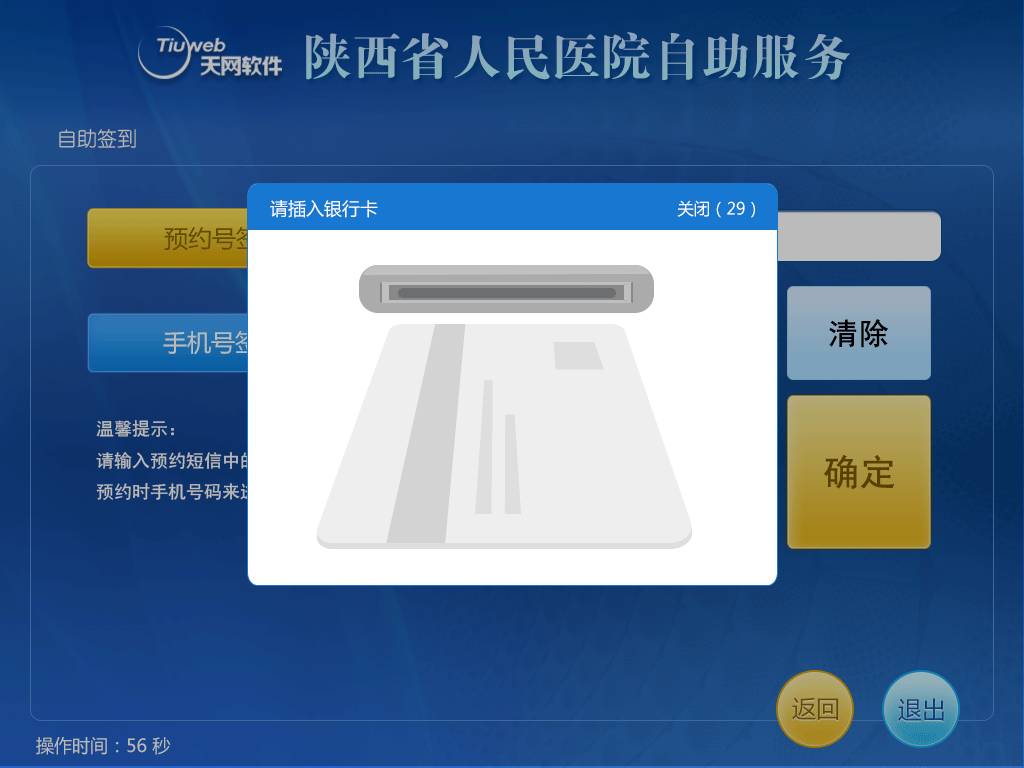 Tiuweb
天网软件
陕西省人民医院自助服务
自助签到
请插入银行卡
关闭（29）
预约号签
手机号签
清除
温馨提示：
请输入预约短信中的
预约时手机号码来
确定
返回
退出
操作时间：56 秒